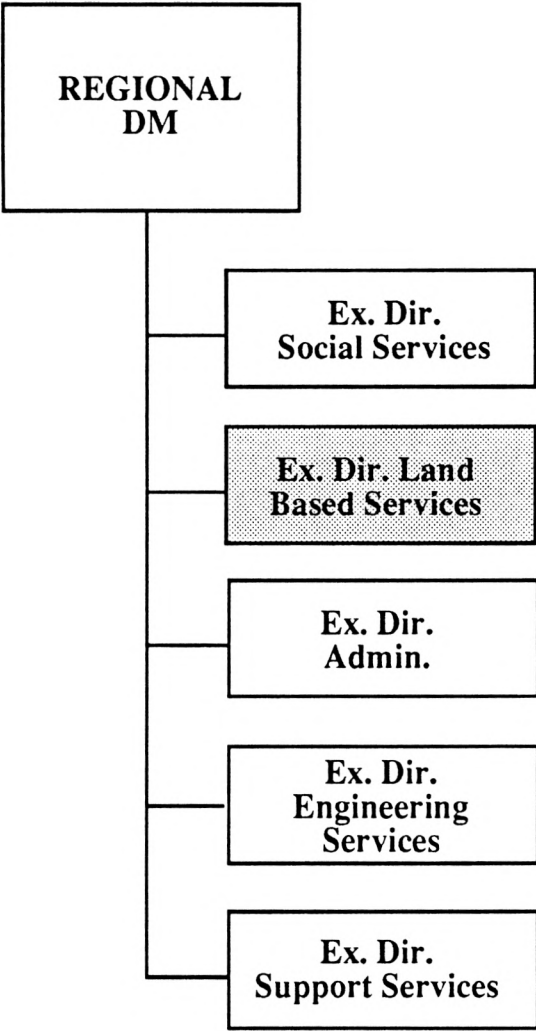 REGIONAL
DM
Ex. Dir.
Social Services
Ex. Dir. Land
Based Services
Ex. Dir.
Admin.
Ex. Dir.
Engineering
Services
Ex. Dir.
Support Services